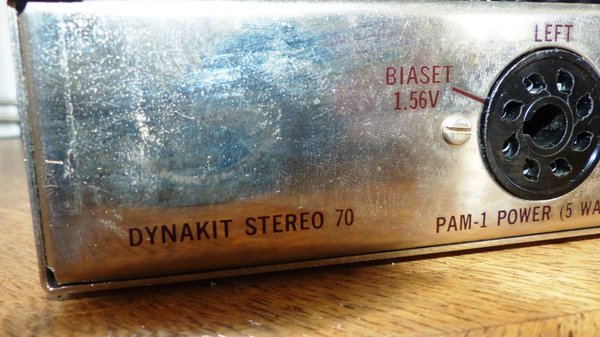 LEFT
BIASET
1.56V
DYNAKIT STEREO 70
PAM-1 POWER (5 WA